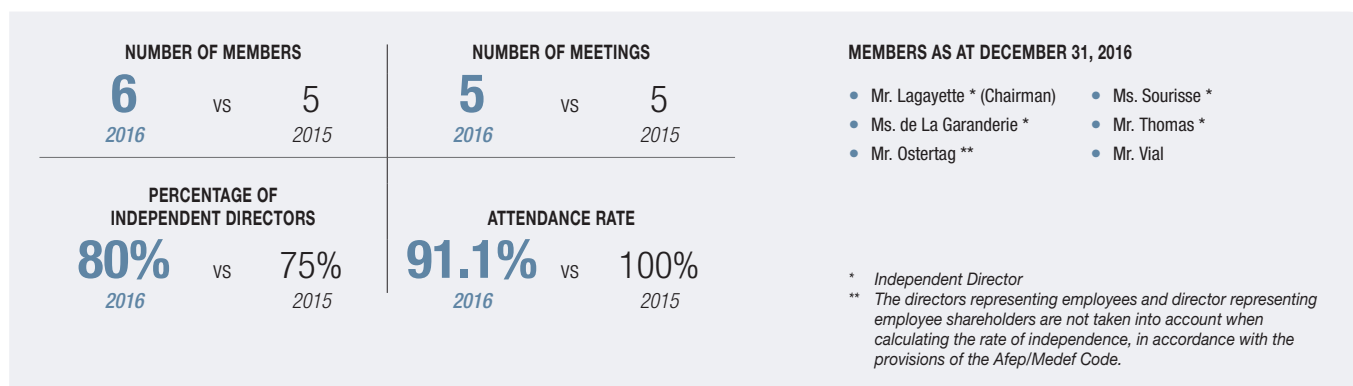 NUMBER OF MEMBERS
6 vs 5
2016 2015
NUMBER OF MEETINGS
5 vs 5
2016 2015
PERCENTAGE OF
INDEPENDENT DIRECTORS
80% vs 75%
2016 2015
ATTENDANCE RATE
91.1% vs 100%
2016 2015
MEMBERS AS AT DECEMBER 31, 2016
• Mr. Lagayette * (Chairman)
• Ms. de La Garanderie *
• Mr. Ostertag **
• Ms. Sourisse *
• Mr. Thomas *
• Mr. Vial
* Independent Director
** The directors representing employees and director representing
employee shareholders are not taken into account when
calculating the rate of independence, in accordance with the
provisions of the Afep/Medef Code.